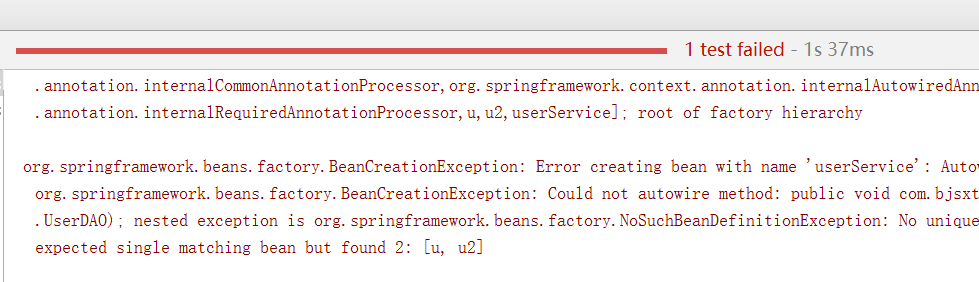 1 test failed - 1s 37ms
.annotation.internalCommonAnnotationProcessor,org.springframework.context.annotation.internalAutowiredAnn
.annotation.internalRequiredAnnotationProcessor,u,u2,userService]; root of factory hierarchy
org.springframework.beans.factory.BeanCreationException: Error creating bean with name 'userService': Autow
org.springframework.beans.factory.BeanCreationException: Could not autowire method: public void com.bjsxt
.UserDAO); nested exception is org.springframework.beans.factory.NoSuchBeanDefinitionException: No unique
expected single matching bean but found 2: [u, u2]